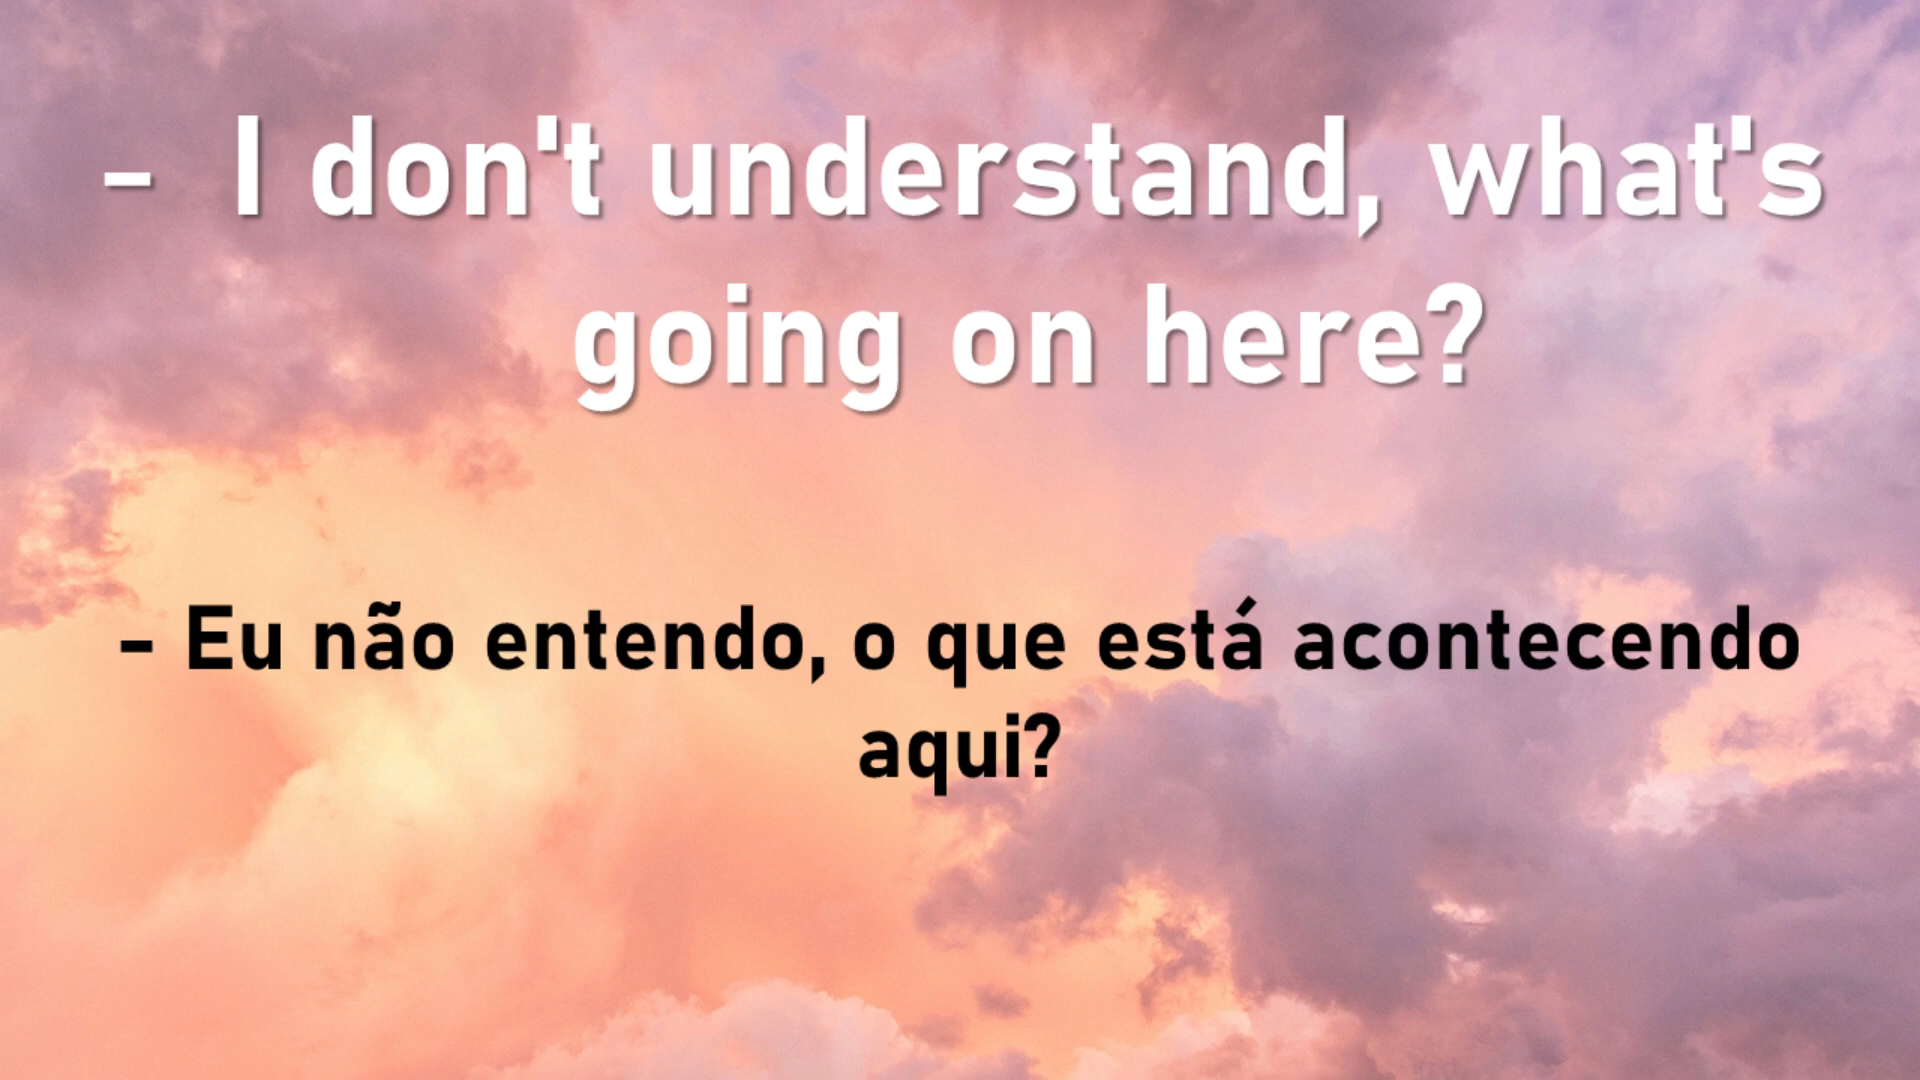 - I don't understand, what's
going on here?
- Eu não entendo, o que está acontecendo
aqui?